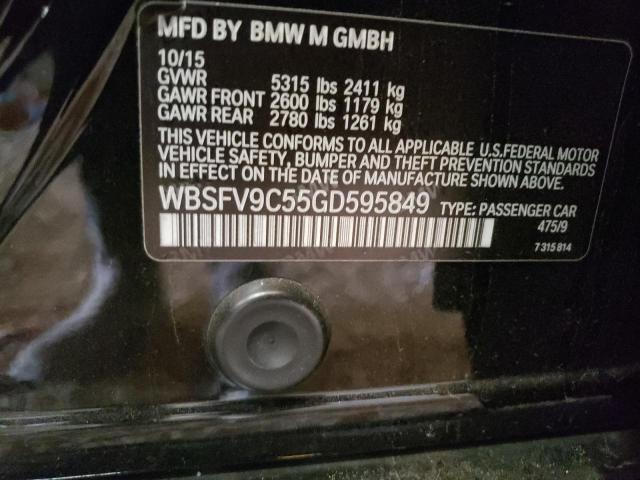 MFD BY BMW M GMBH
10/15
GVWR 5315 lbs 2411 kg
GAWR FRONT 2600 lbs 1179 kg
GAWR REAR 2780 lbs 1261 kg
THIS VEHICLE CONFORMS TO ALL APPLICABLE U.S.FEDERAL MOTOR
VEHICLE SAFETY, BUMPER AND THEFT PREVENTION STANDARDS
IN EFFECT ON THE DATE OF MANUFACTURE SHOWN ABOVE.
WBSFV9C55GD595849 TYPE: PASSENGER CAR
475/9
7 315 814